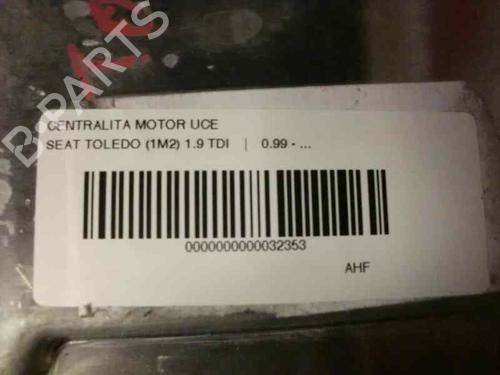 B-PARTS
CENTRALITA MOTOR UCE
SEAT TOLEDO (1M2) 1.9 TDI | 0.99 - ...
0000000000032353
AHF